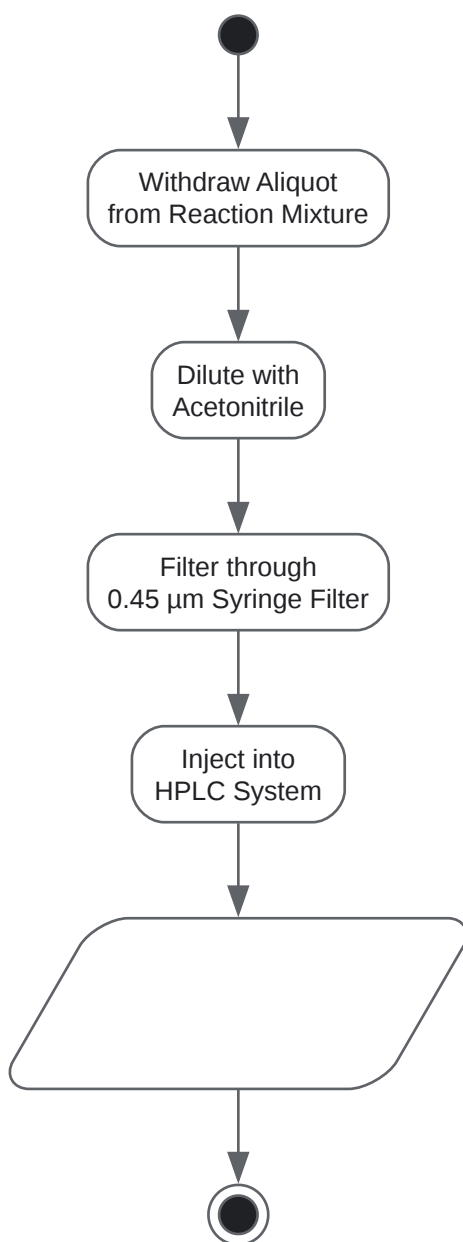 Withdraw Aliquot
from Reaction Mixture
Dilute with
Acetonitrile
Filter through
0.45 µm Syringe Filter
Inject into
HPLC System